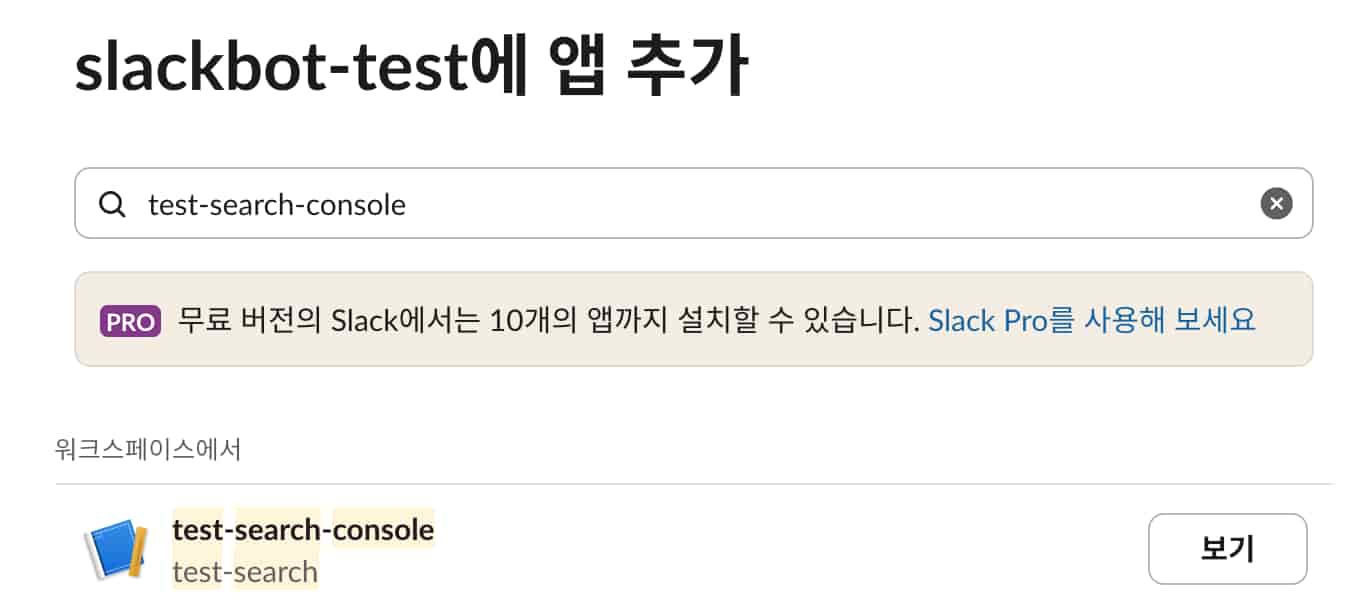 slackbot-test에 앱 추가
test-search-console
PRO 무료 버전의 Slack에서는 10개의 앱까지 설치할 수 있습니다. Slack Pro를 사용해 보세요
워크스페이스에서
test-search-console
test-search
보기